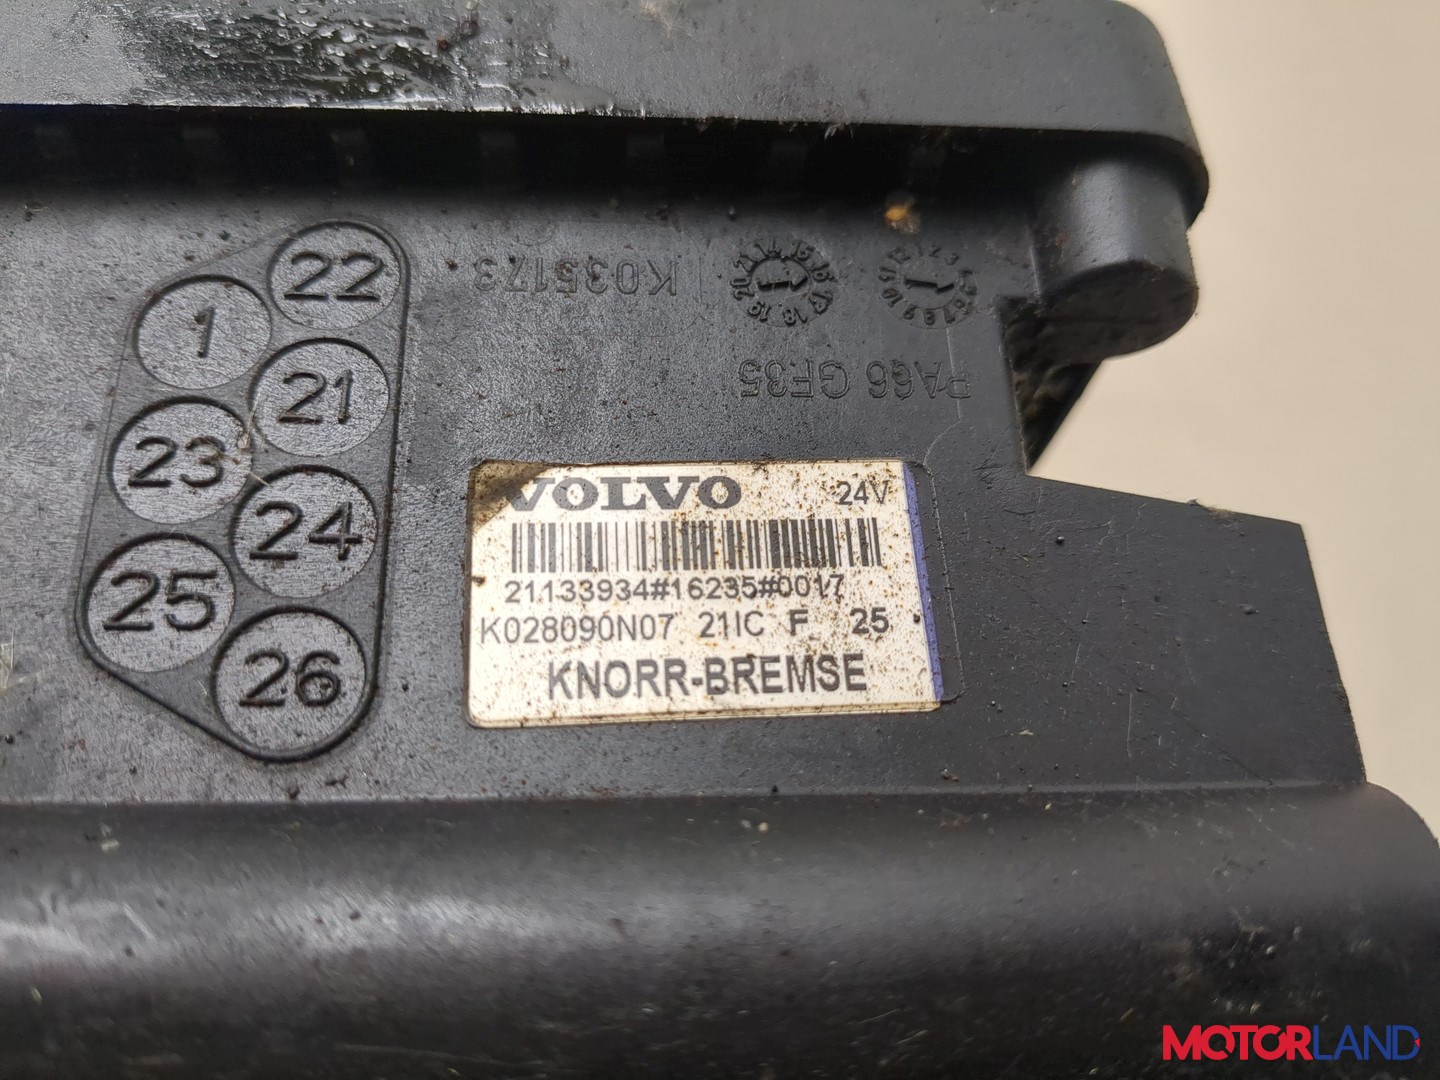 22
1
21
23
24
25
26
K035173
PA66 GF35
VOLVO 24V
21133934#16235#0017
K028090N07 21IC F 25
KNORR-BREMSE
MOTORLAND